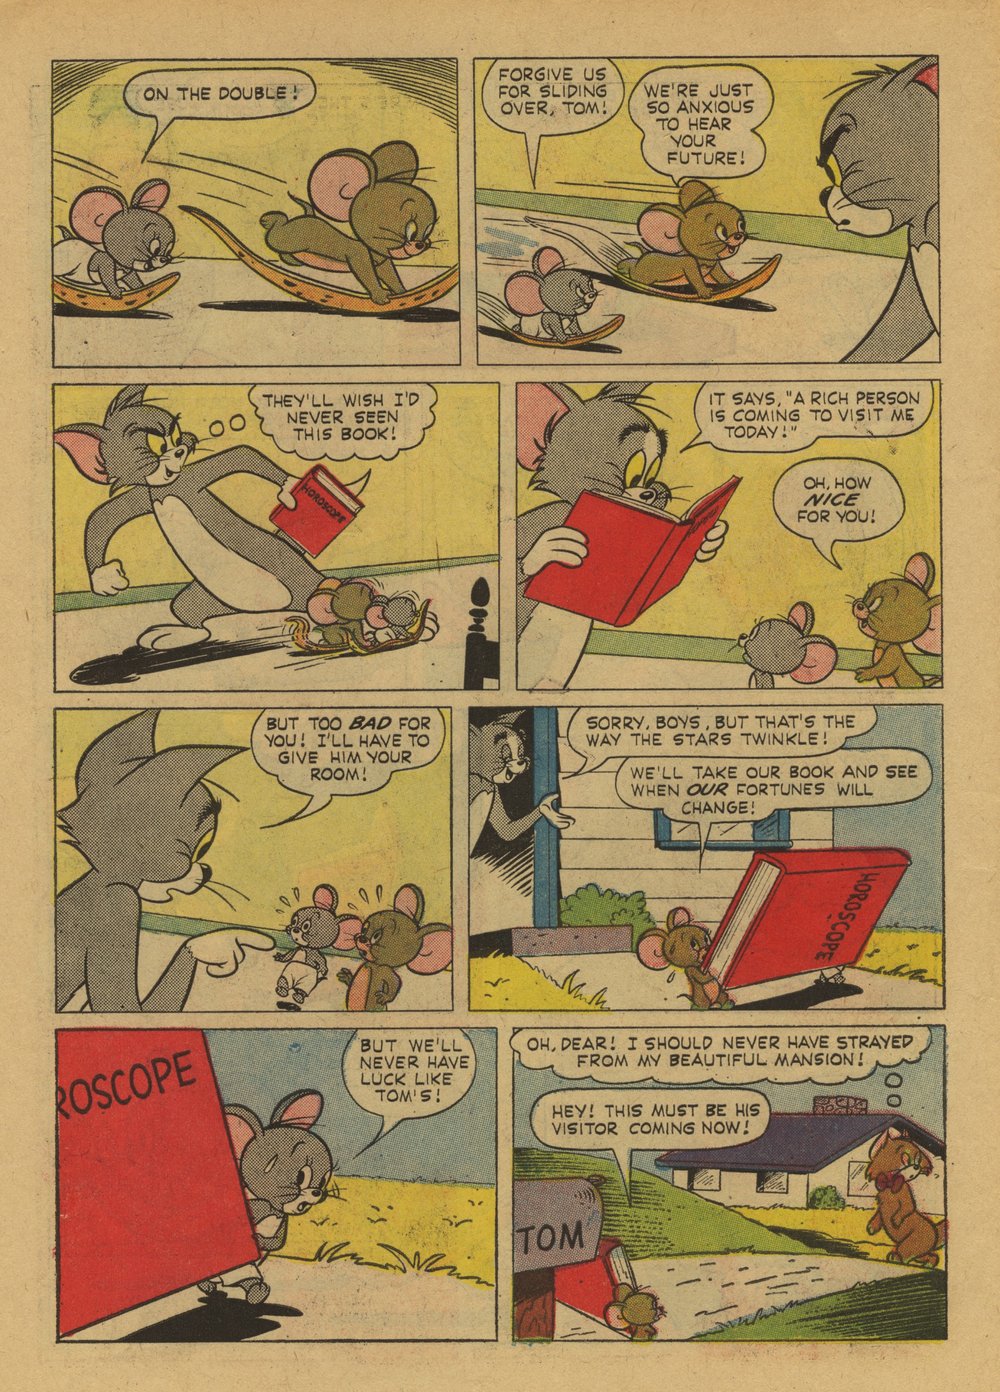 ON THE DOUBLE!
FORGIVE US
FOR SLIDING
OVER, TOM!
WE'RE JUST
SO ANXIOUS
TO HEAR
YOUR
FUTURE!
THEY'LL WISH I'D
NEVER SEEN
THIS BOOK!
HOROSCOPE
IT SAYS, "A RICH PERSON
IS COMING TO VISIT ME
TODAY!"
OH, HOW
NICE
FOR YOU!
BUT TOO BAD FOR
YOU! I'LL HAVE TO
GIVE HIM YOUR
ROOM!
SORRY, BOYS, BUT THAT'S THE
WAY THE STARS TWINKLE!
WE'LL TAKE OUR BOOK AND SEE
WHEN OUR FORTUNES WILL
CHANGE!
HOROSCOPE
ROSCOPE
BUT WE'LL
NEVER HAVE
LUCK LIKE
TOM'S!
OH, DEAR! I SHOULD NEVER HAVE STRAYED
FROM MY BEAUTIFUL MANSION!
HEY! THIS MUST BE HIS
VISITOR COMING NOW!
TOM